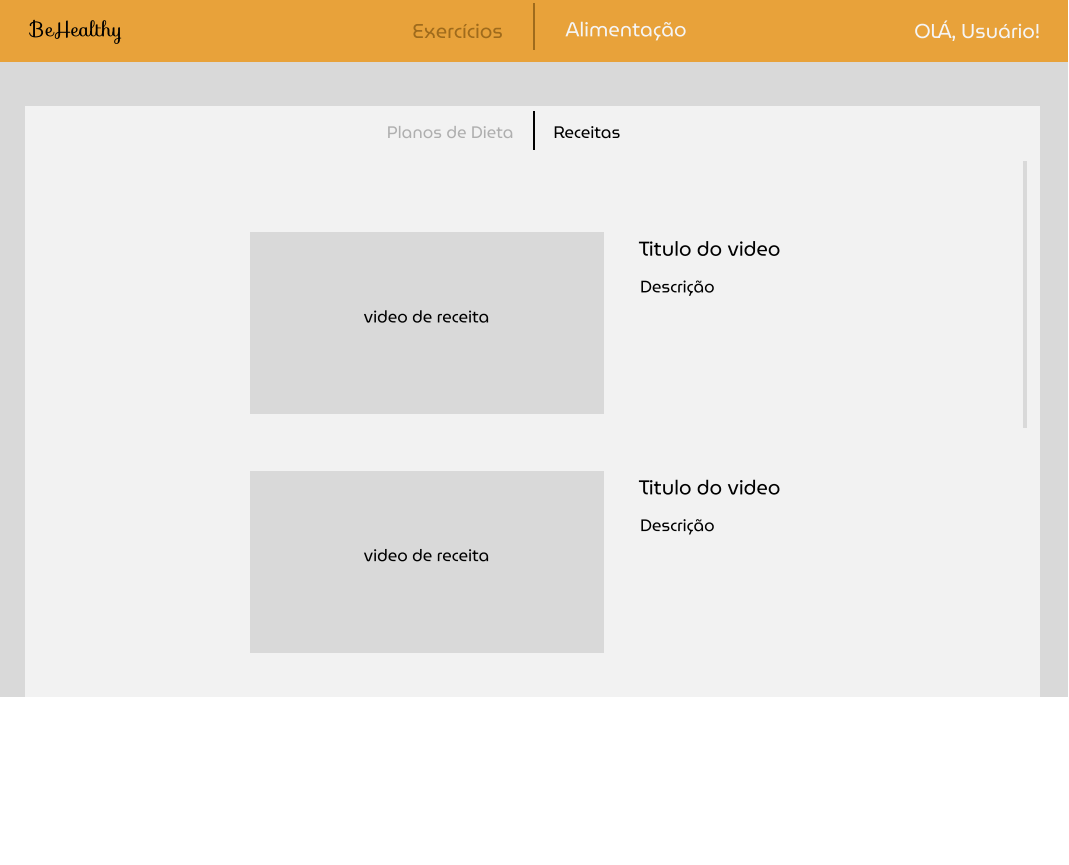 BeHealthy
Exercícios
Alimentação
OLÁ, Usuário!
Planos de Dieta
Receitas
video de receita
Titulo do video
Descrição
video de receita
Titulo do video
Descrição